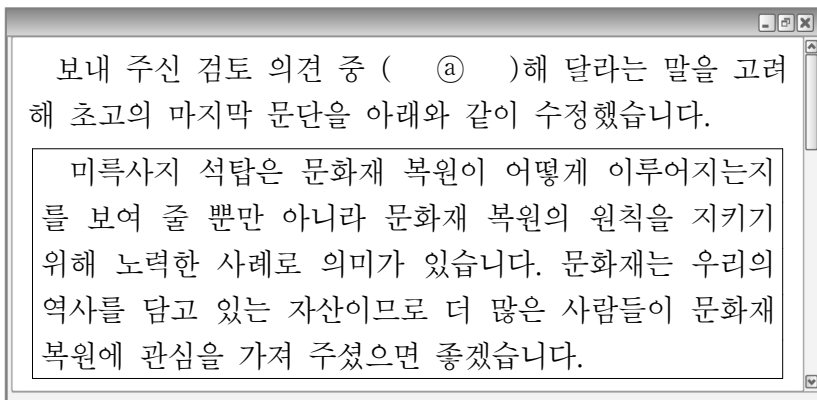 보내 주신 검토 의견 중 ( ⓐ )해 달라는 말을 고려
해 초고의 마지막 문단을 아래와 같이 수정했습니다.
미륵사지 석탑은 문화재 복원이 어떻게 이루어지는지
를 보여 줄 뿐만 아니라 문화재 복원의 원칙을 지키기
위해 노력한 사례로 의미가 있습니다. 문화재는 우리의
역사를 담고 있는 자산이므로 더 많은 사람들이 문화재
복원에 관심을 가져 주셨으면 좋겠습니다.